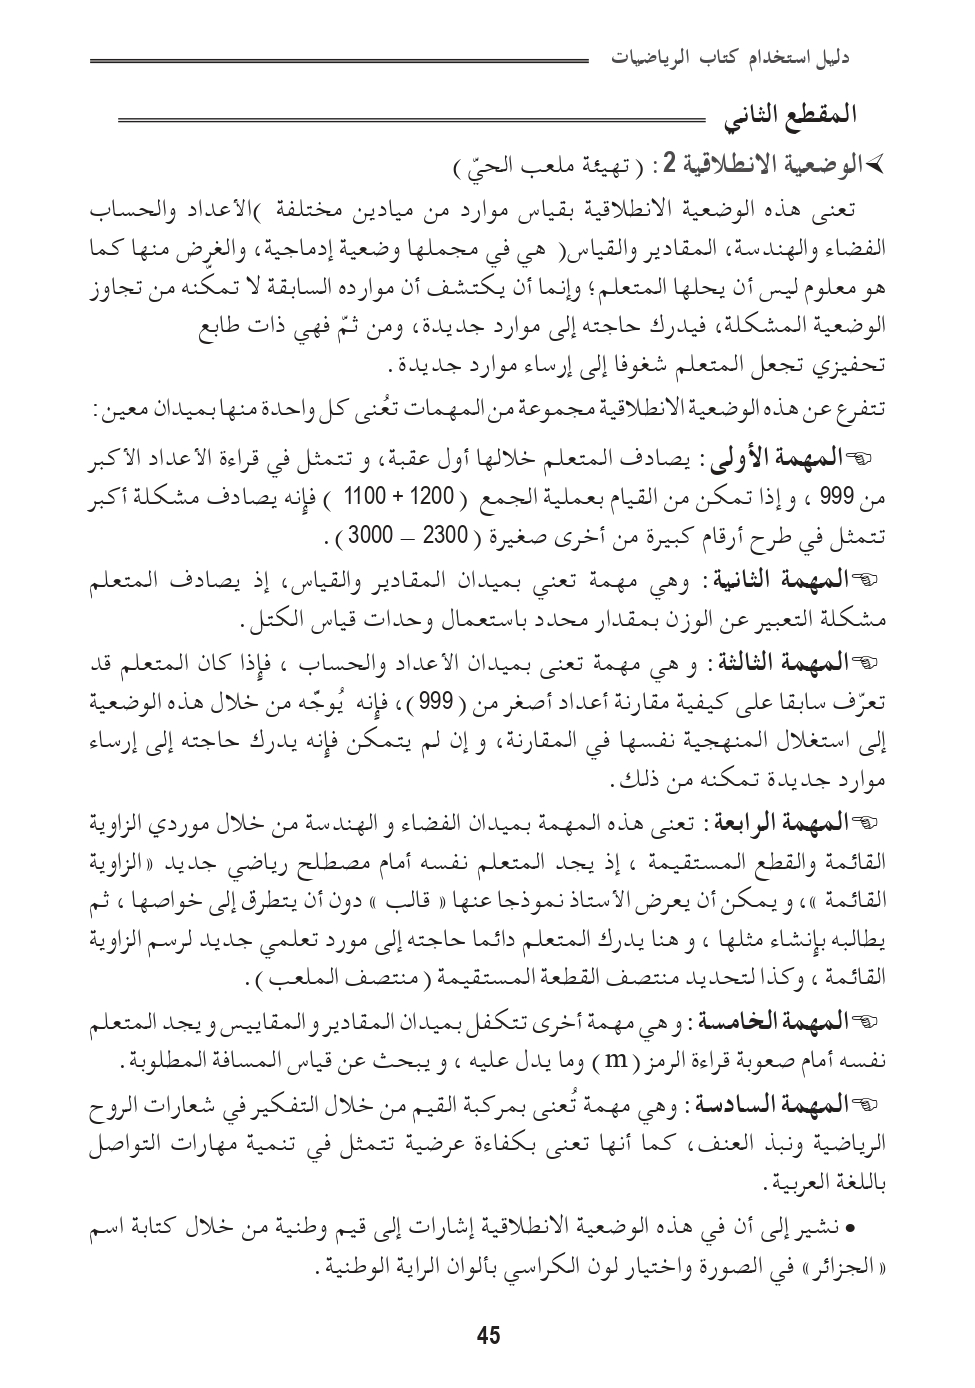 دليل استخدام كتاب الرياضيات
المقطع الثاني
الوضعية الانطلاقية 2 : ( تهيئة ملعب الحيّ )
تعنى هذه الوضعية الانطلاقية بقياس موارد من ميادين مختلفة )الأعداد والحساب
الفضاء والهندسة، المقادير والقياس( هي في مجملها وضعية إدماجية، والغرض منها كما
هو معلوم ليس أن يحلها المتعلم؛ وإنما أن يكتشف أن موارده السابقة لا تمكّنه من تجاوز
الوضعية المشكلة، فيدرك حاجته إلى موارد جديدة، ومن ثمّ فهي ذات طابع
تحفيزي تجعل المتعلم شغوفا إلى إرساء موارد جديدة .
تتفرع عن هذه الوضعية الانطلاقية مجموعة من المهمات تعُنى كل واحدة منها بميدان معين :
المهمة الأولى : يصادف المتعلم خلالها أول عقبة، و تتمثل في قراءة الأعداد الأكبر
من 999 ، و إذا تمكن من القيام بعملية الجمع ( 1200 + 1100 ) فإنه يصادف مشكلة أكبر
تتمثل في طرح أرقام كبيرة من أخرى صغيرة ( 2300 – 3000 ) .
المهمة الثانية : وهي مهمة تعني بميدان المقادير والقياس، إذ يصادف المتعلم
مشكلة التعبير عن الوزن بمقدار محدد باستعمال وحدات قياس الكتل .
المهمة الثالثة : و هي مهمة تعنى بميدان الأعداد والحساب ، فإذا كان المتعلم قد
تعرّف سابقا على كيفية مقارنة أعداد أصغر من ( 999 ) ، فإنه يُوجّه من خلال هذه الوضعية
إلى استغلال المنهجية نفسها في المقارنة، و إن لم يتمكن فإنه يدرك حاجته إلى إرساء
موارد جديدة تمكنه من ذلك .
المهمة الرابعة : تعنى هذه المهمة بميدان الفضاء و الهندسة من خلال موردي الزاوية
القائمة والقطع المستقيمة ، إذ يجد المتعلم نفسه أمام مصطلح رياضي جديد « الزاوية
القائمة »، و يمكن أن يعرض الأستاذ نموذجا عنها « قالب » دون أن يتطرق إلى خواصها ، ثم
يطالبه بإنشاء مثلها ، و هنا يدرك المتعلم دائما حاجته إلى مورد تعلمي جديد لرسم الزاوية
القائمة ، وكذا لتحديد منتصف القطعة المستقيمة ( منتصف الملعب ) .
المهمة الخامسة : و هي مهمة أخرى تتكفل بميدان المقادير و المقاييس و يجد المتعلم
نفسه أمام صعوبة قراءة الرمز ( m ) وما يدل عليه ، و يبحث عن قياس المسافة المطلوبة .
المهمة السادسة : وهي مهمة تُعنى بمركبة القيم من خلال التفكير في شعارات الروح
الرياضية ونبذ العنف، كما أنها تعنى بكفاءة عرضية تتمثل في تنمية مهارات التواصل
باللغة العربية .
• نشير إلى أن في هذه الوضعية الانطلاقية إشارات إلى قيم وطنية من خلال كتابة اسم
« الجزائر » في الصورة واختيار لون الكراسي بألوان الراية الوطنية .
45